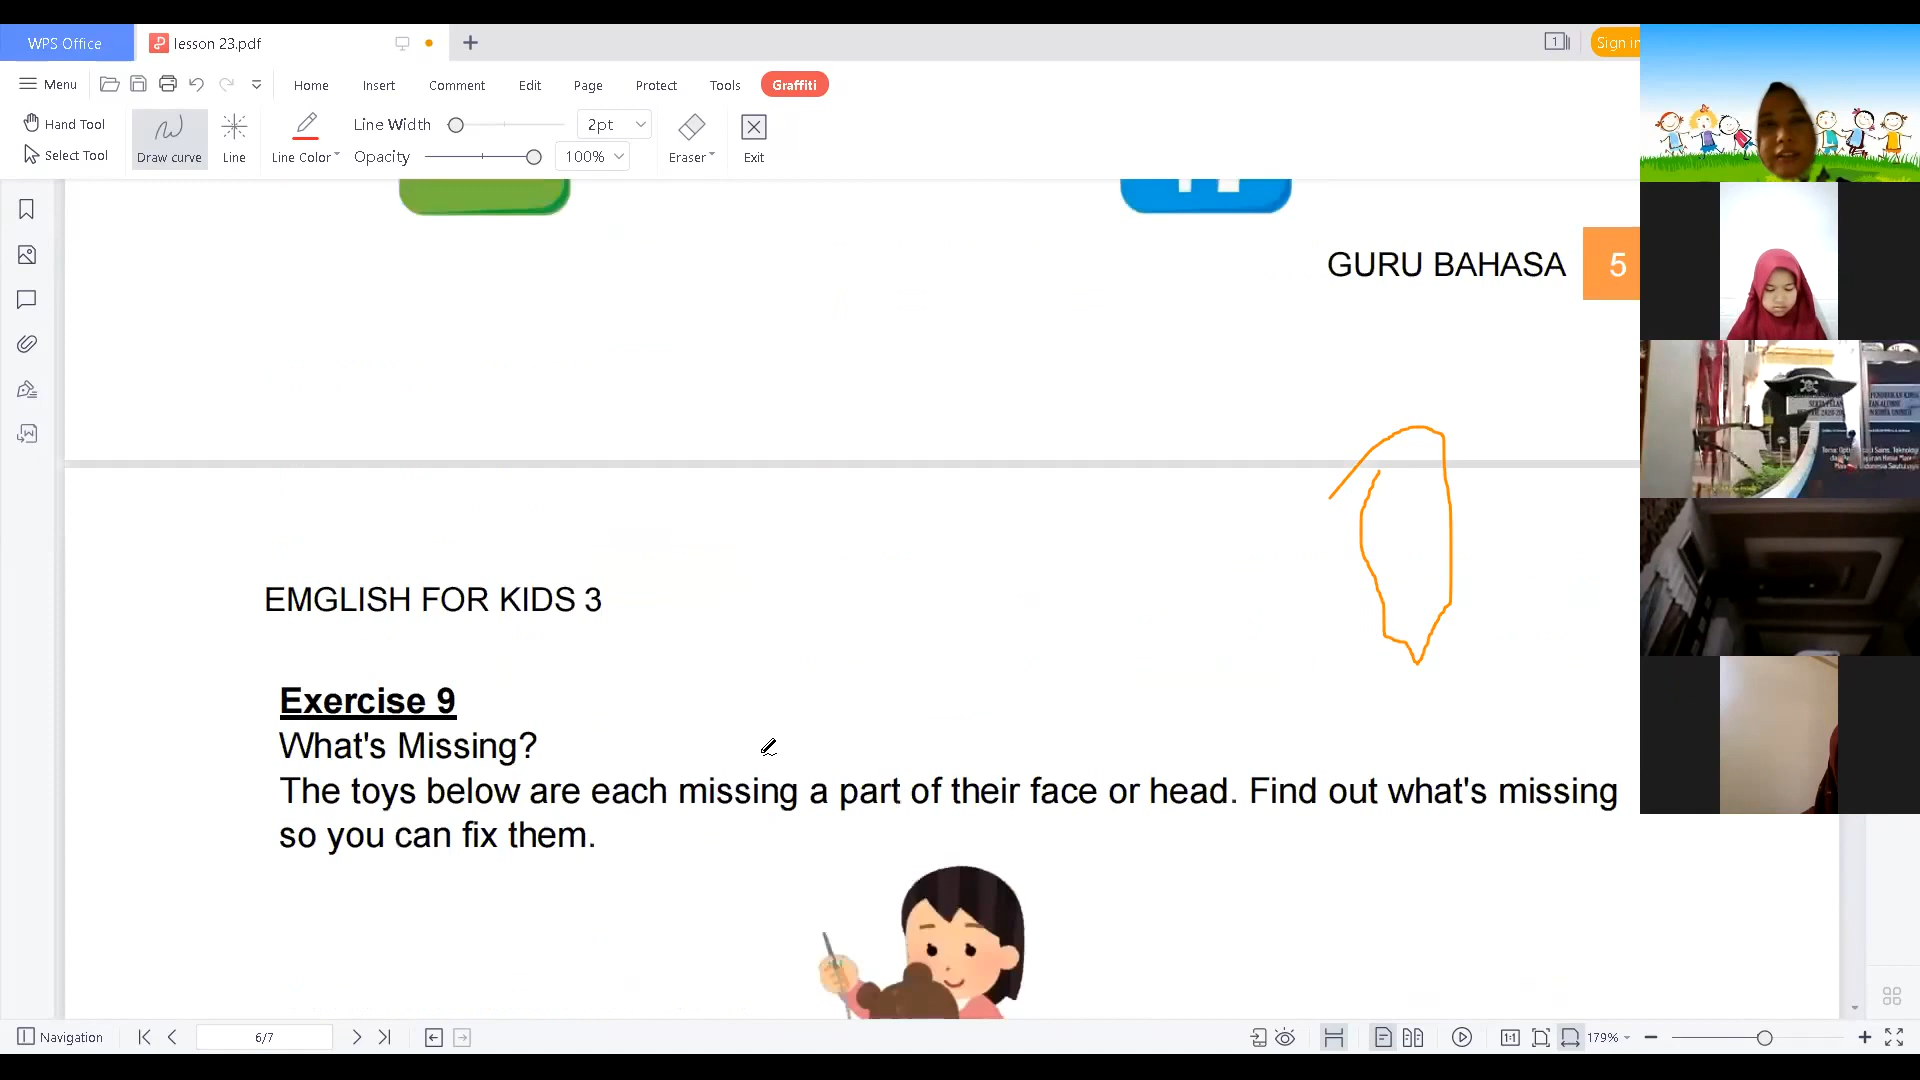 WPS Office
lesson 23.pdf
1
Sign in
Menu
Home
Insert
Comment
Edit
Page
Protect
Tools
Graffiti
Hand Tool
Select Tool
Draw curve
Line
Line Color
Line Width
2pt
Opacity
100%
Eraser
Exit
GURU BAHASA
5
EMGLISH FOR KIDS 3
Exercise 9
What's Missing?
The toys below are each missing a part of their face or head. Find out what's missing
so you can fix them.
Navigation
6/7
1:1
179%